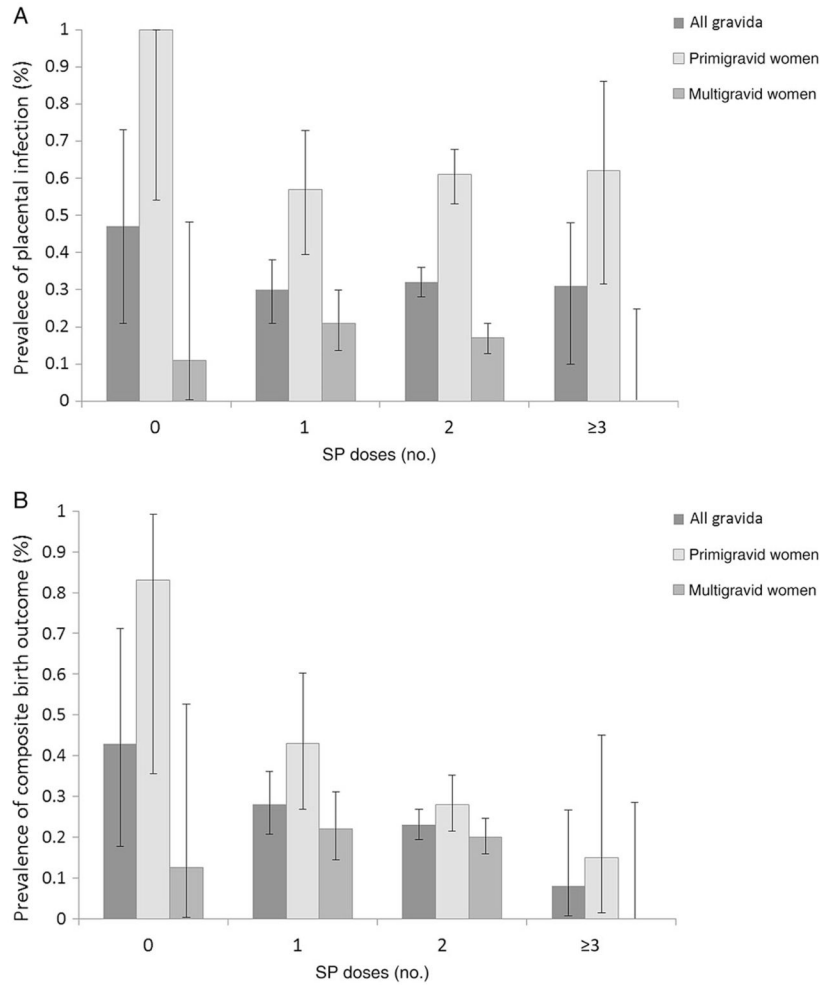 A
Prevalece of placental infection (%)
1
0.9
0.8
0.7
0.6
0.5
0.4
0.3
0.2
0.1
0
0 1 2 ≥3
SP doses (no.)
All gravida
Primigravid women
Multigravid women
B
Prevalence of composite birth outcome (%)
1
0.9
0.8
0.7
0.6
0.5
0.4
0.3
0.2
0.1
0
0 1 2 ≥3
SP doses (no.)
All gravida
Primigravid women
Multigravid women